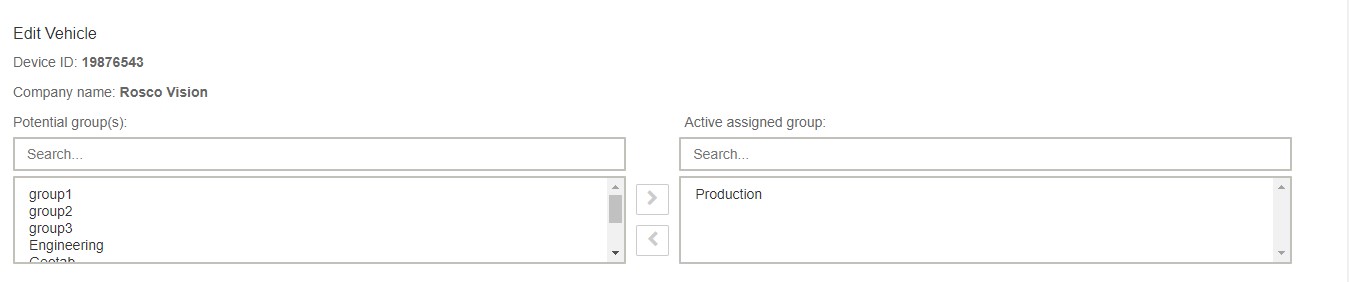 Edit Vehicle
Device ID: 19876543
Company name: Rosco Vision
Potential group(s):
Search...
group1
group2
group3
Engineering
Geotab
Active assigned group:
Search...
Production